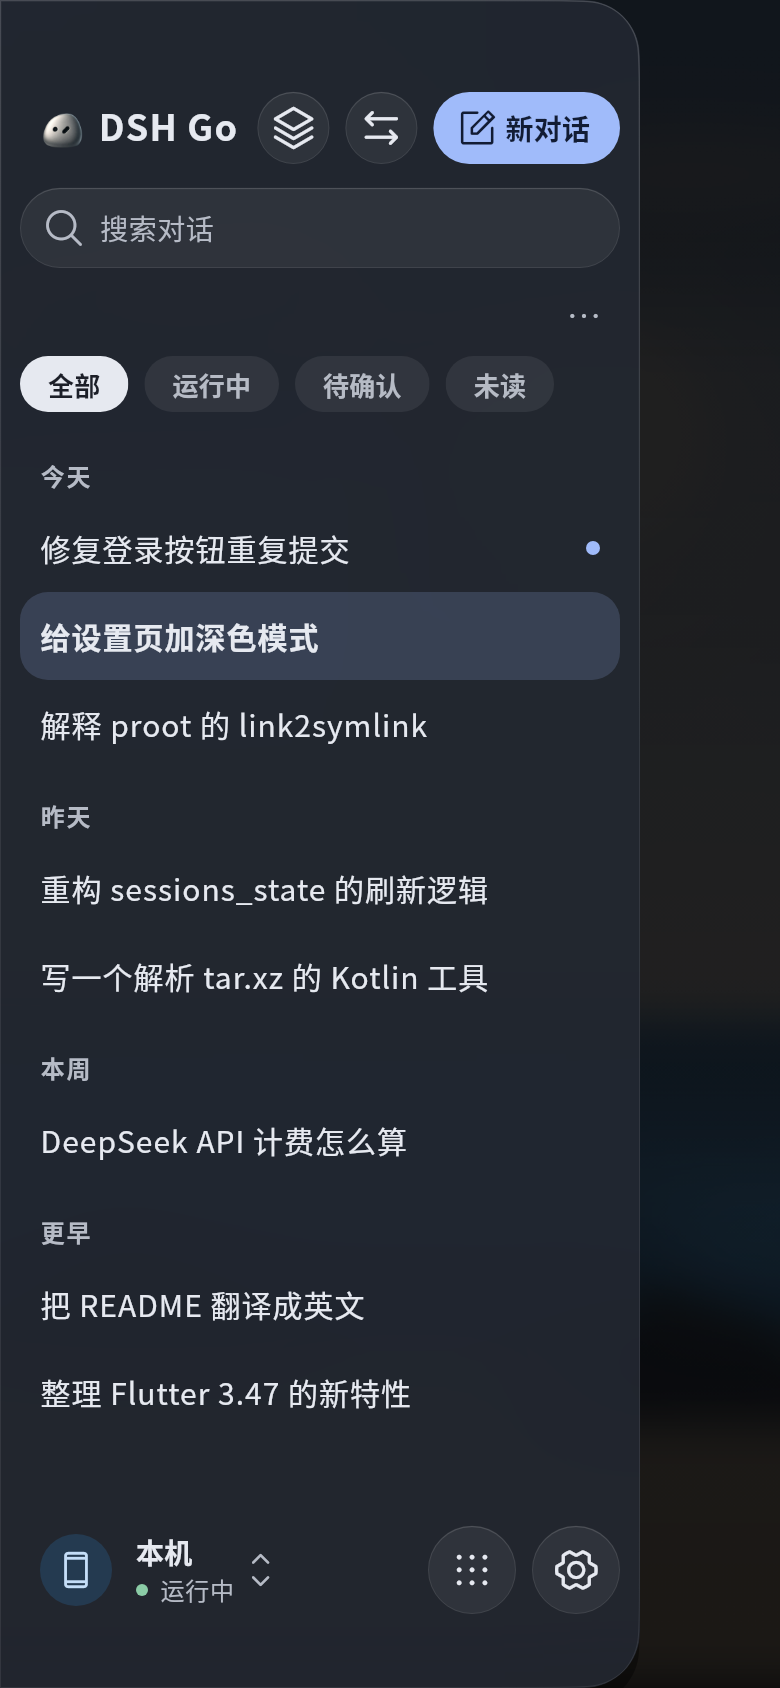 DSH Go
新对话
搜索对话
全部 运行中 待确认 未读
今天
修复登录按钮重复提交
给设置页加深色模式
解释 proot 的 link2symlink
昨天
重构 sessions_state 的刷新逻辑
写一个解析 tar.xz 的 Kotlin 工具
本周
DeepSeek API 计费怎么算
更早
把 README 翻译成英文
整理 Flutter 3.47 的新特性
本机
运行中